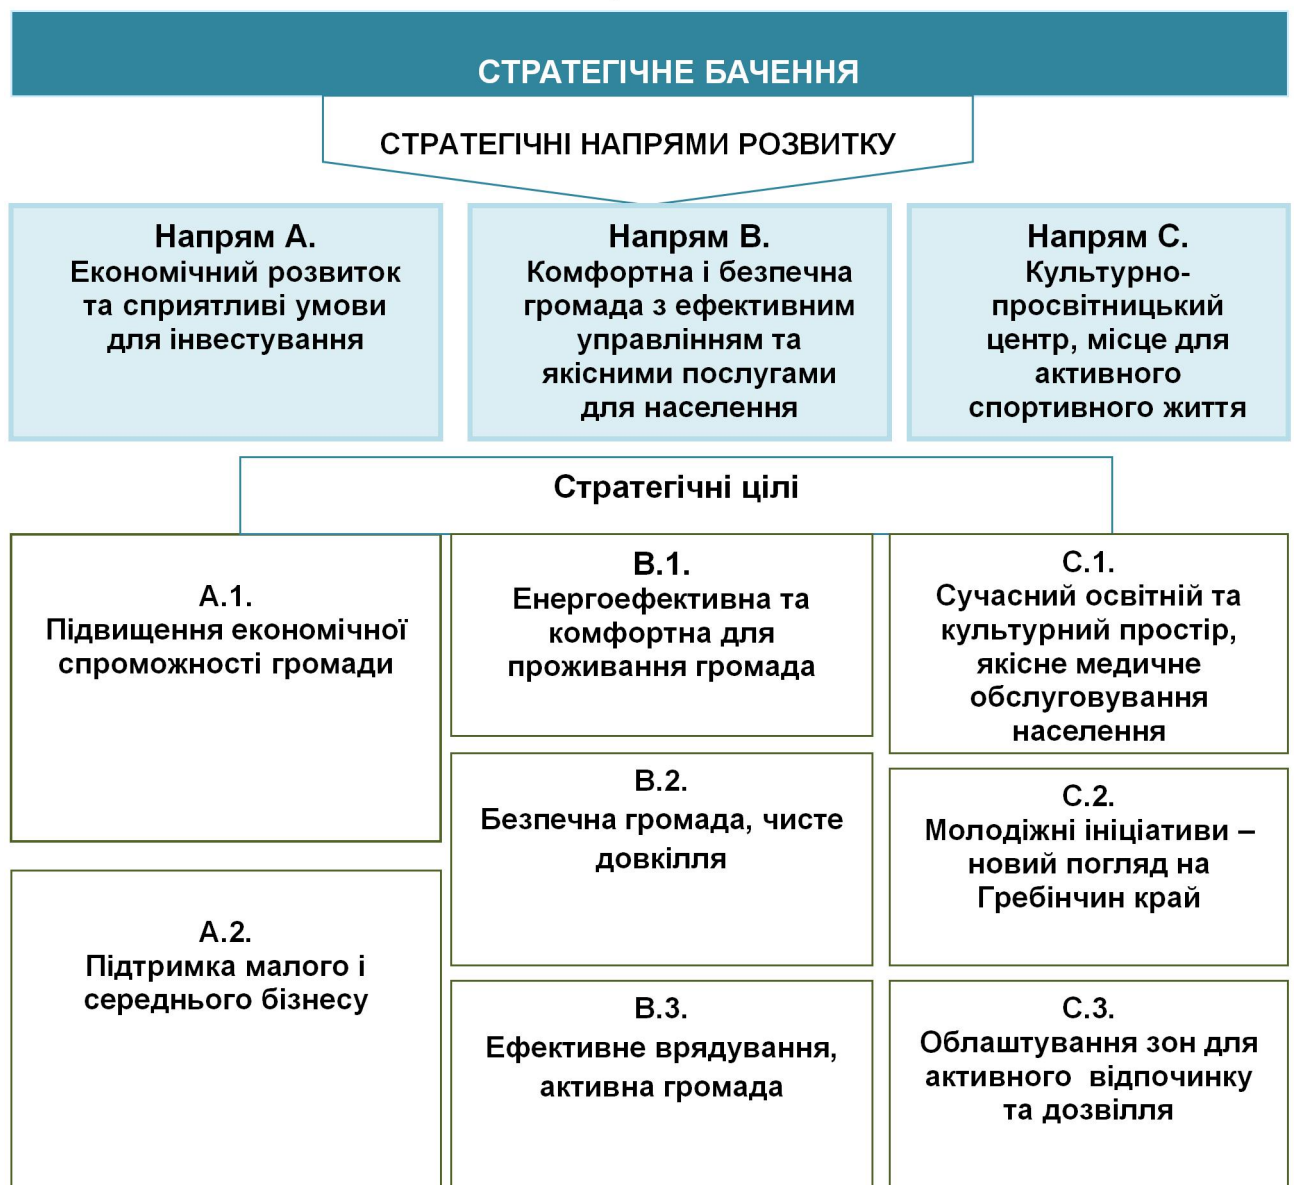 СТРАТЕГІЧНЕ БАЧЕННЯ
СТРАТЕГІЧНІ НАПРЯМИ РОЗВИТКУ
Напрям А.
Економічний розвиток
та сприятливі умови
для інвестування
Напрям В.
Комфортна і безпечна
громада з ефективним
управлінням та
якісними послугами
для населення
Напрям С.
Культурно-
просвітницький
центр, місце для
активного
спортивного життя
Стратегічні цілі
А.1.
Підвищення економічної
спроможності громади
А.2.
Підтримка малого і
середнього бізнесу
В.1.
Енергоефективна та
комфортна для
проживання громада
В.2.
Безпечна громада, чисте
довкілля
В.3.
Ефективне врядування,
активна громада
С.1.
Сучасний освітній та
культурний простір,
якісне медичне
обслуговування
населення
С.2.
Молодіжні ініціативи –
новий погляд на
Гребінчин край
С.3.
Облаштування зон для
активного  відпочинку
та дозвілля